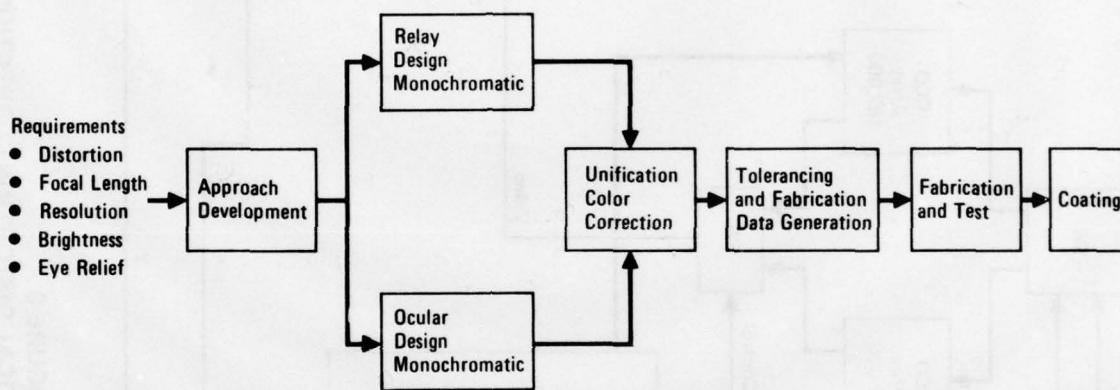 Requirements
● Distortion
● Focal Length
● Resolution
● Brightness
● Eye Relief
Approach
Development
Relay
Design
Monochromatic
Ocular
Design
Monochromatic
Unification
Color
Correction
Tolerancing
and Fabrication
Data Generation
Fabrication
and Test
Coating